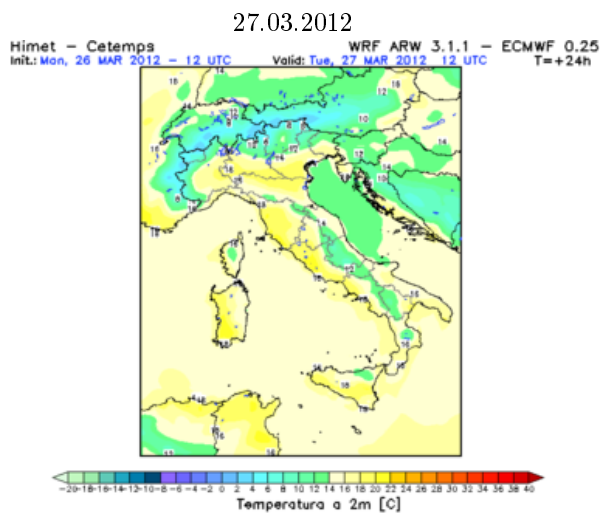 27.03.2012
Himet – Cetemps WRF ARW 3.1.1 – ECMWF 0.25
Init.: Mon, 26 MAR 2012 – 12 UTC Valid: Tue, 27 MAR 2012 12 UTC T=+24h
-20 -18 -16 -14 -12 -10 -8 -6 -4 -2 0 2 4 6 8 10 12 14 16 18 20 22 24 26 28 30 32 34 36 38 40
Temperatura a 2m [C]